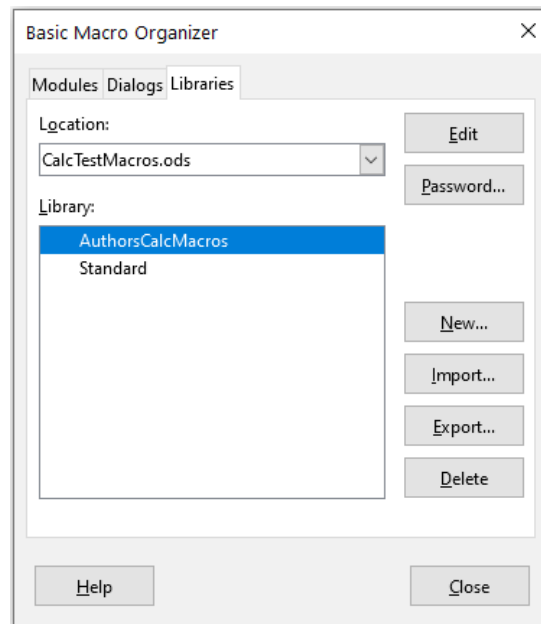 Basic Macro Organizer
Modules Dialogs Libraries
Location:
Edit
CalcTestMacros.ods
Password...
Library:
AuthorsCalcMacros
Standard
New...
Import...
Export...
Delete
Help
Close